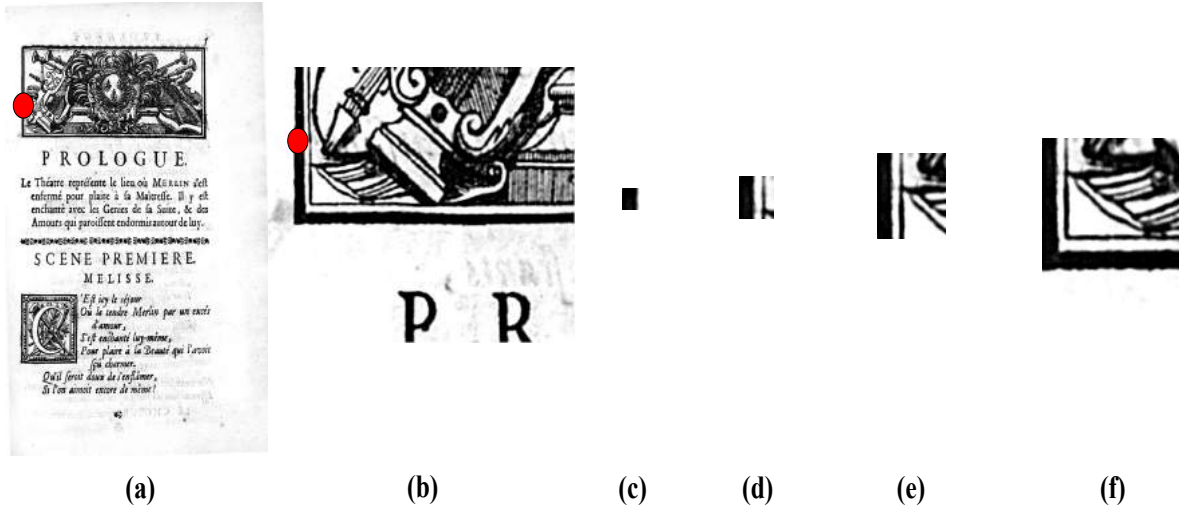 PROLOGUE.
Le Théatre represente le lieu où MERLIN s'est
enfermé pour plaire à sa Maîtresse. Il y est
enchanté avec les Genies de sa Suite, & des
Amours qui paroissent endormis autour de luy.
SCENE PREMIERE.
MELISSE.
C'Est icy le séjour
Où le tendre Merlin par un excés
d'amour,
S'est enchanté luy-même,
Pour plaire à la Beauté qui l'avoit
sçû charmer.
Qu'il seroit doux de s'enflâmer,
Si l'on aimoit encore de même!
P R
(a) (b) (c) (d) (e) (f)